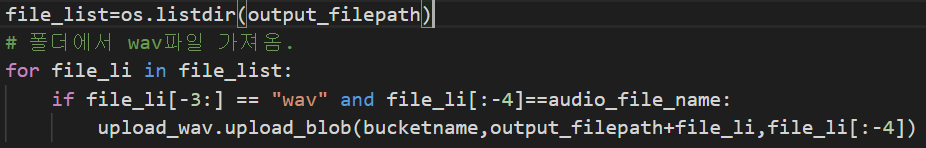 file_list=os.listdir(output_filepath)
# 폴더에서 wav파일 가져옴.
for file_li in file_list:
    if file_li[-3:] == "wav" and file_li[:-4]==audio_file_name:
        upload_wav.upload_blob(bucketname,output_filepath+file_li,file_li[:-4])